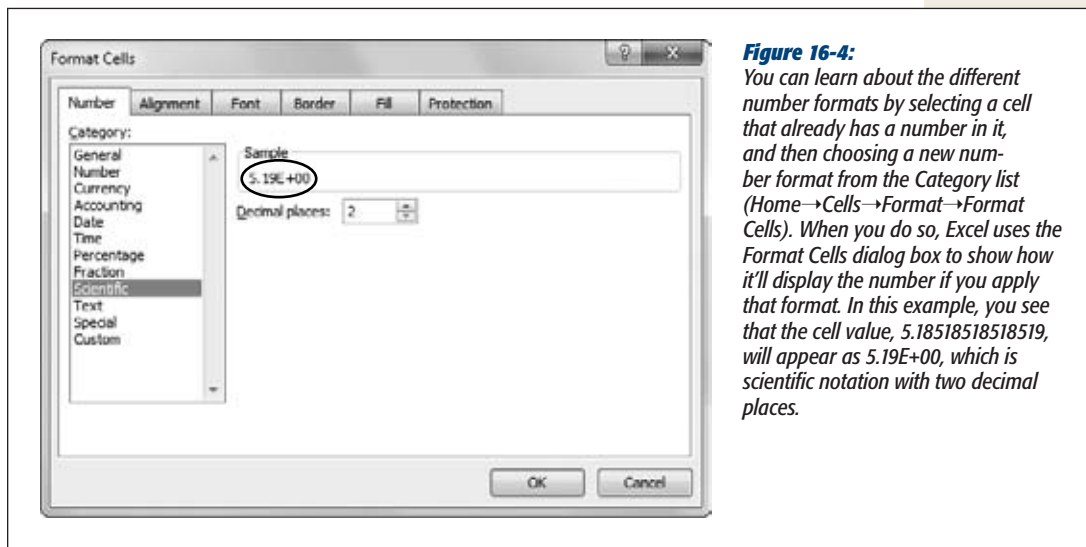 Format Cells
Number Alignment Font Border Fill Protection
Category:
General
Number
Currency
Accounting
Date
Time
Percentage
Fraction
Scientific
Text
Special
Custom
Sample
5.19E+00
Decimal places: 2
OK Cancel
Figure 16-4:
You can learn about the different
number formats by selecting a cell
that already has a number in it,
and then choosing a new num-
ber format from the Category list
(Home→Cells→Format→Format
Cells). When you do so, Excel uses the
Format Cells dialog box to show how
it’ll display the number if you apply
that format. In this example, you see
that the cell value, 5.18518518518519,
will appear as 5.19E+00, which is
scientific notation with two decimal
places.